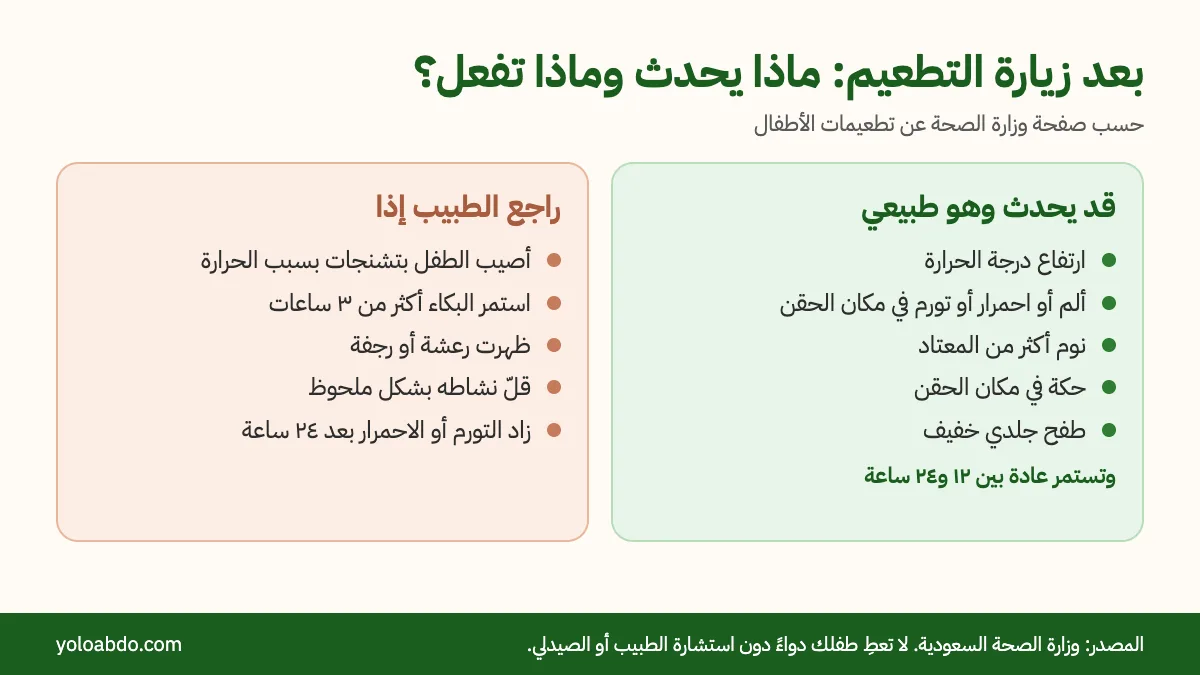 بعد زيارة التطعيم: ماذا يحدث وماذا تفعل؟
حسب صفحة وزارة الصحة عن تطعيمات الأطفال
قد يحدث وهو طبيعي
ارتفاع درجة الحرارة
ألم أو احمرار أو تورم في مكان الحقن
نوم أكثر من المعتاد
حكة في مكان الحقن
طفح جلدي خفيف
وتستمر عادة بين ١٢ و٢٤ ساعة
راجع الطبيب إذا
أصيب الطفل بتشنجات بسبب الحرارة
استمر البكاء أكثر من ٣ ساعات
ظهرت رعشة أو رجفة
قلّ نشاطه بشكل ملحوظ
زاد التورم أو الاحمرار بعد ٢٤ ساعة
المصدر: وزارة الصحة السعودية. لا تعطِ طفلك دواءً دون استشارة الطبيب أو الصيدلي.
yoloabdo.com